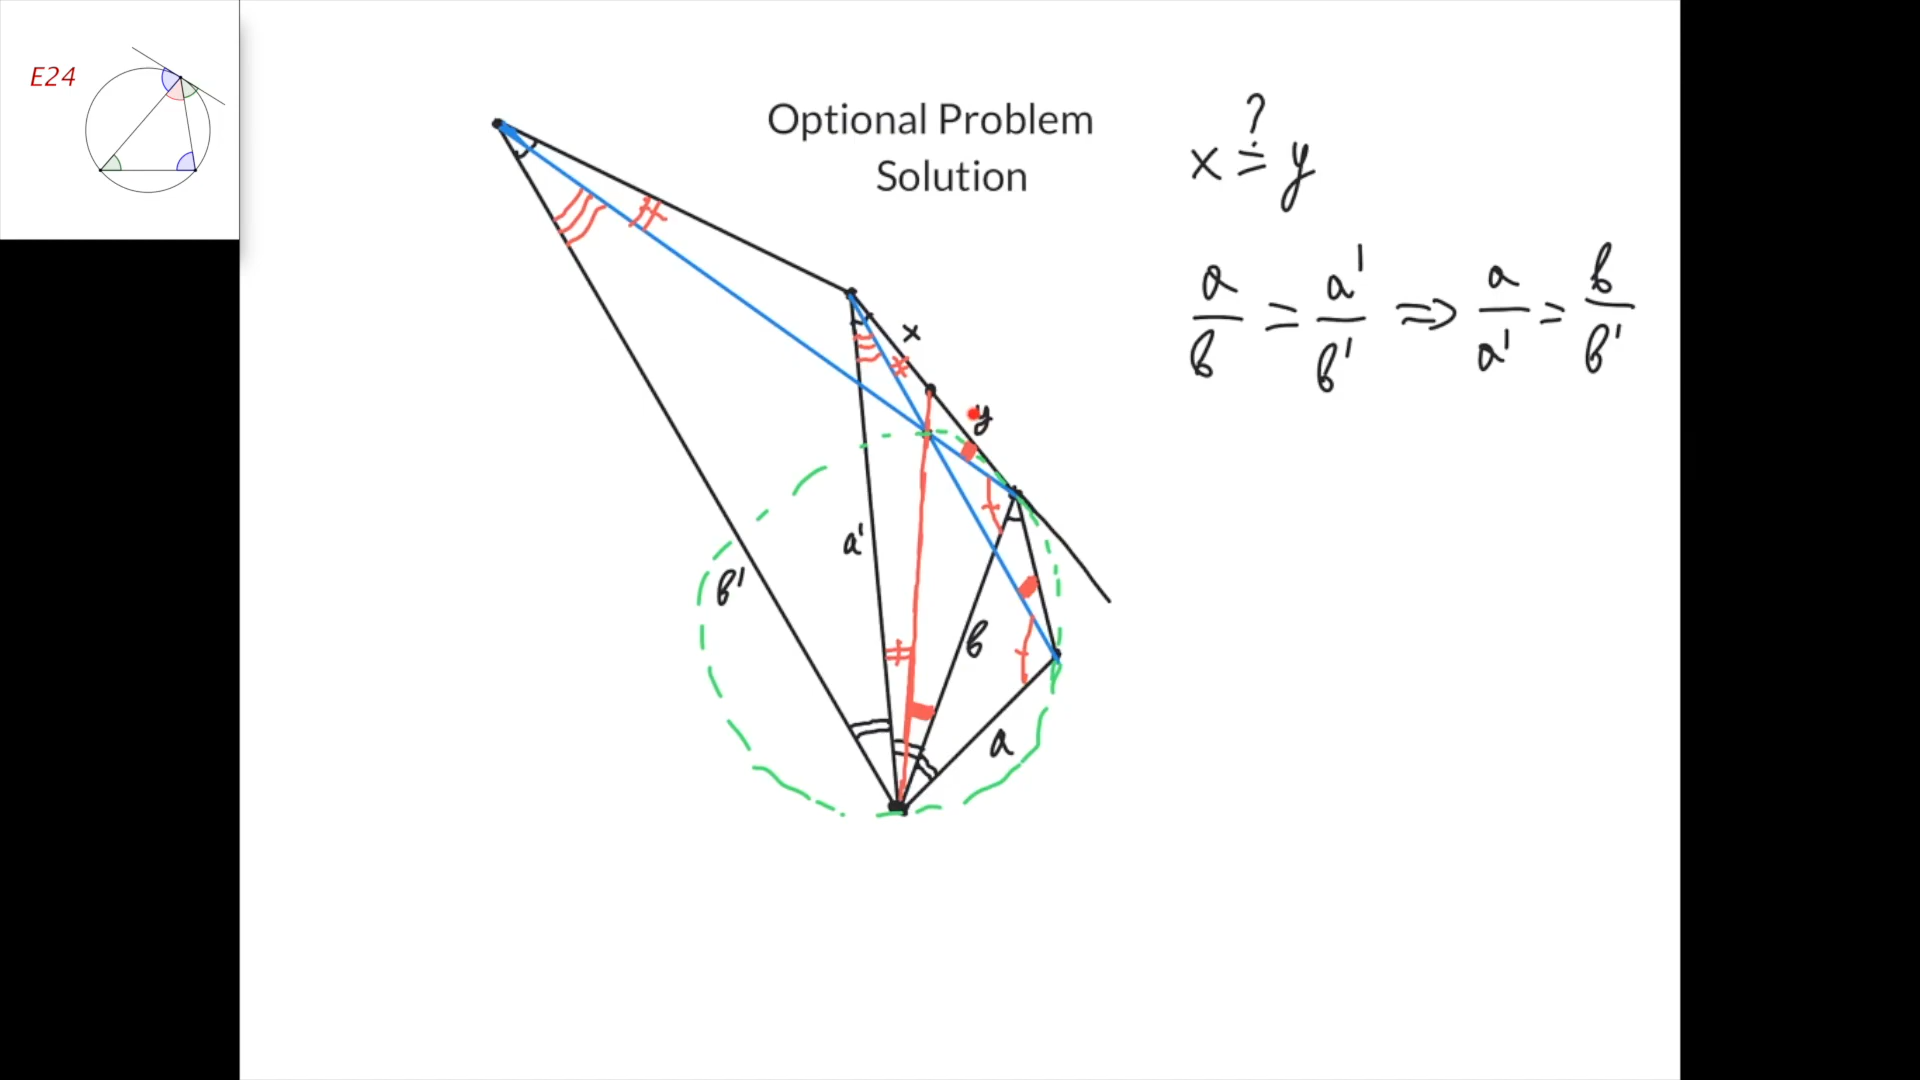 E24
Optional Problem
Solution
?
x = y
a/b = a'/b' => a/a' = b/b'
x
y
a'
b'
b
a